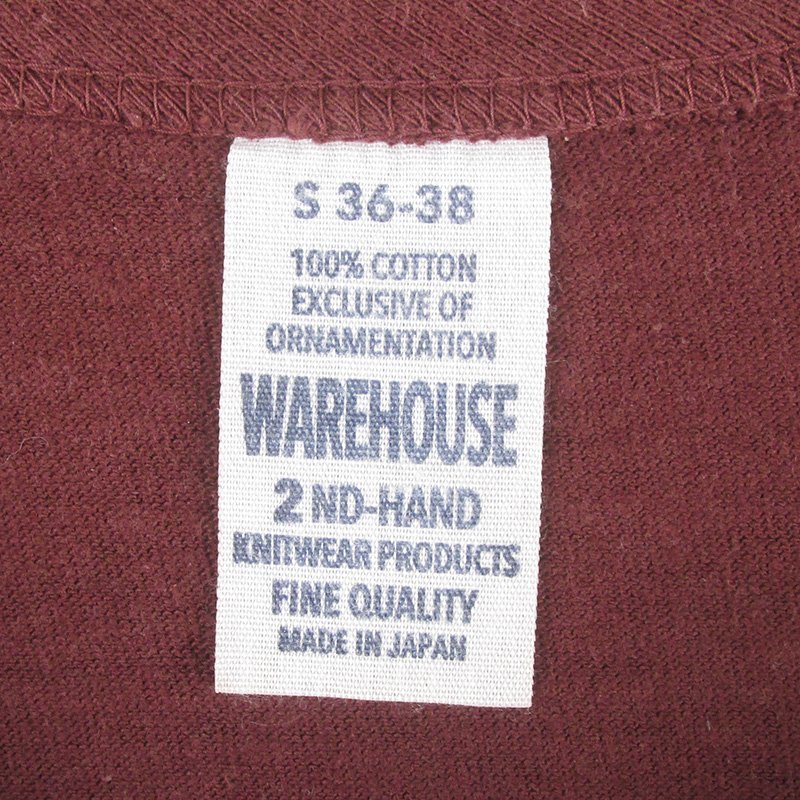 S 36-38
100% COTTON
EXCLUSIVE OF
ORNAMENTATION
WAREHOUSE
2 ND-HAND
KNITWEAR PRODUCTS
FINE QUALITY
MADE IN JAPAN